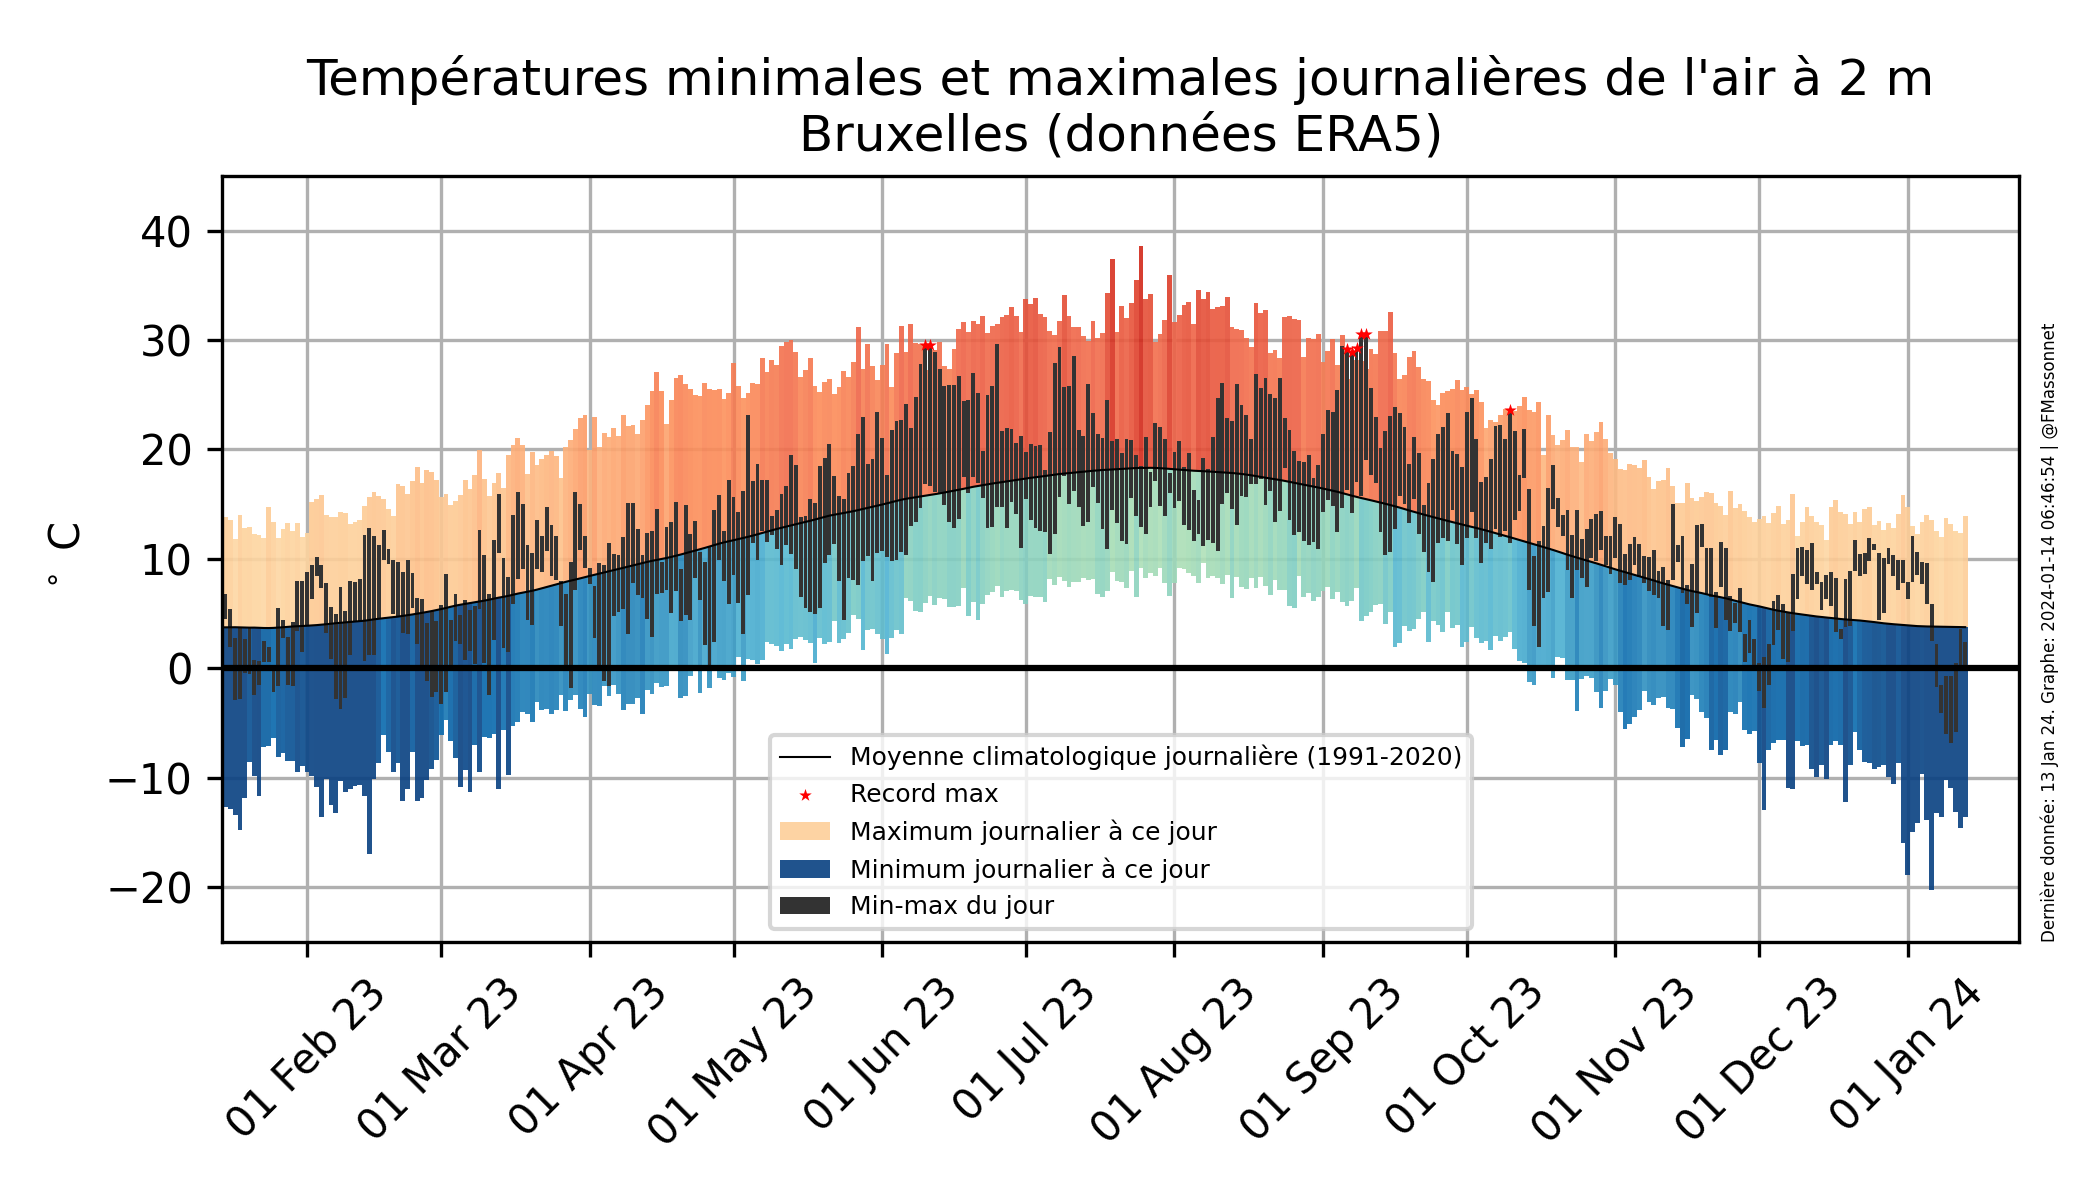 Températures minimales et maximales journalières de l'air à 2 m
Bruxelles (données ERA5)
40
30
20
10
0
−10
−20
° C
Moyenne climatologique journalière (1991-2020)
Record max
Maximum journalier à ce jour
Minimum journalier à ce jour
Min-max du jour
01 Feb 23
01 Mar 23
01 Apr 23
01 May 23
01 Jun 23
01 Jul 23
01 Aug 23
01 Sep 23
01 Oct 23
01 Nov 23
01 Dec 23
01 Jan 24
Dernière donnée: 13 Jan 24. Graphe: 2024-01-14 06:46:54 | @FMassonnet